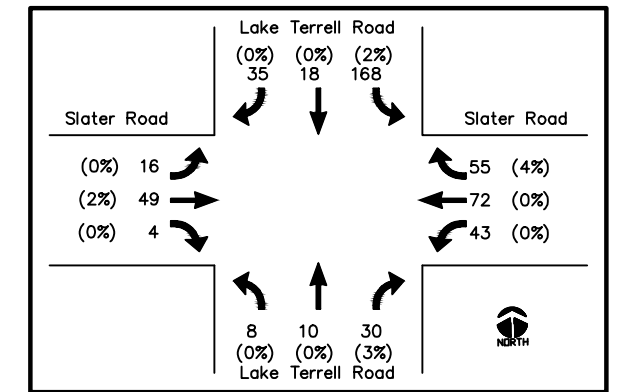 Lake Terrell Road
(0%) (0%) (2%)
35 18 168
Slater Road
Slater Road
(0%) 16
55 (4%)
(2%) 49
72 (0%)
(0%) 4
43 (0%)
8 10 30
(0%) (0%) (3%)
Lake Terrell Road
NORTH